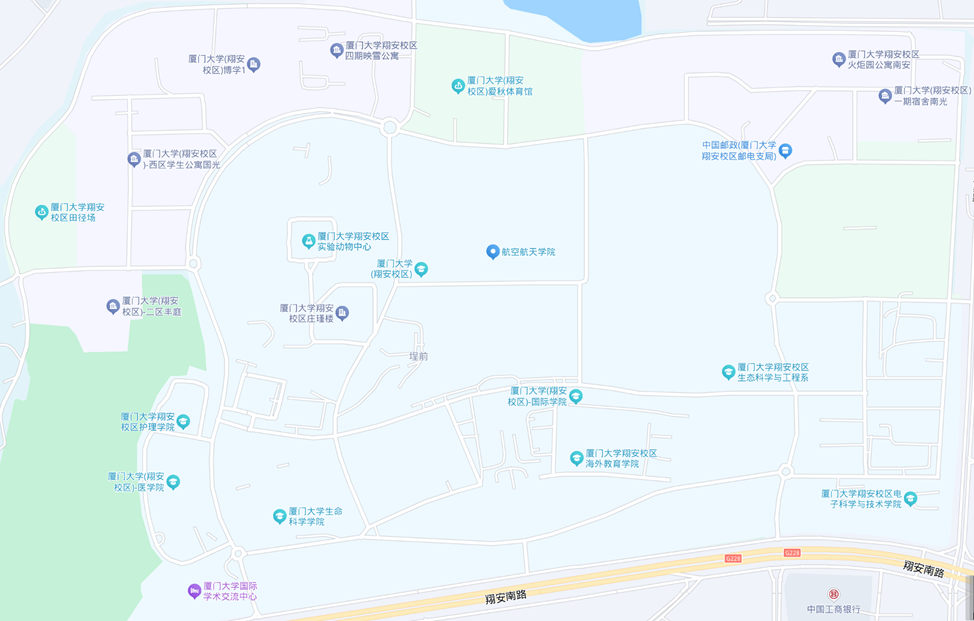 厦门大学(翔安
校区)博学1
厦门大学翔安校区
四期映雪公寓
厦门大学(翔安
校区)爱秋体育馆
厦门大学翔安校区
火炬园公寓南安
厦门大学(翔安校区)
一期宿舍南光
厦门大学(翔安校区
)-西区学生公寓国光
中国邮政(厦门大学
翔安校区邮电支局)
厦门大学翔安
校区田径场
厦门大学翔安校区
实验动物中心
厦门大学
(翔安校区)
航空航天学院
厦门大学(翔安
校区)-二区丰庭
厦门大学翔安
校区庄瑾楼
埕前
厦门大学翔安校区
生态科学与工程系
厦门大学(翔安
校区)-国际学院
厦门大学翔安
校区护理学院
厦门大学翔安校区
海外教育学院
厦门大学(翔安
校区)-医学院
厦门大学翔安校区电
子科学与技术学院
厦门大学生命
科学学院
G228
G228
翔安南路
厦门大学国际
学术交流中心
翔安南路
中国工商银行